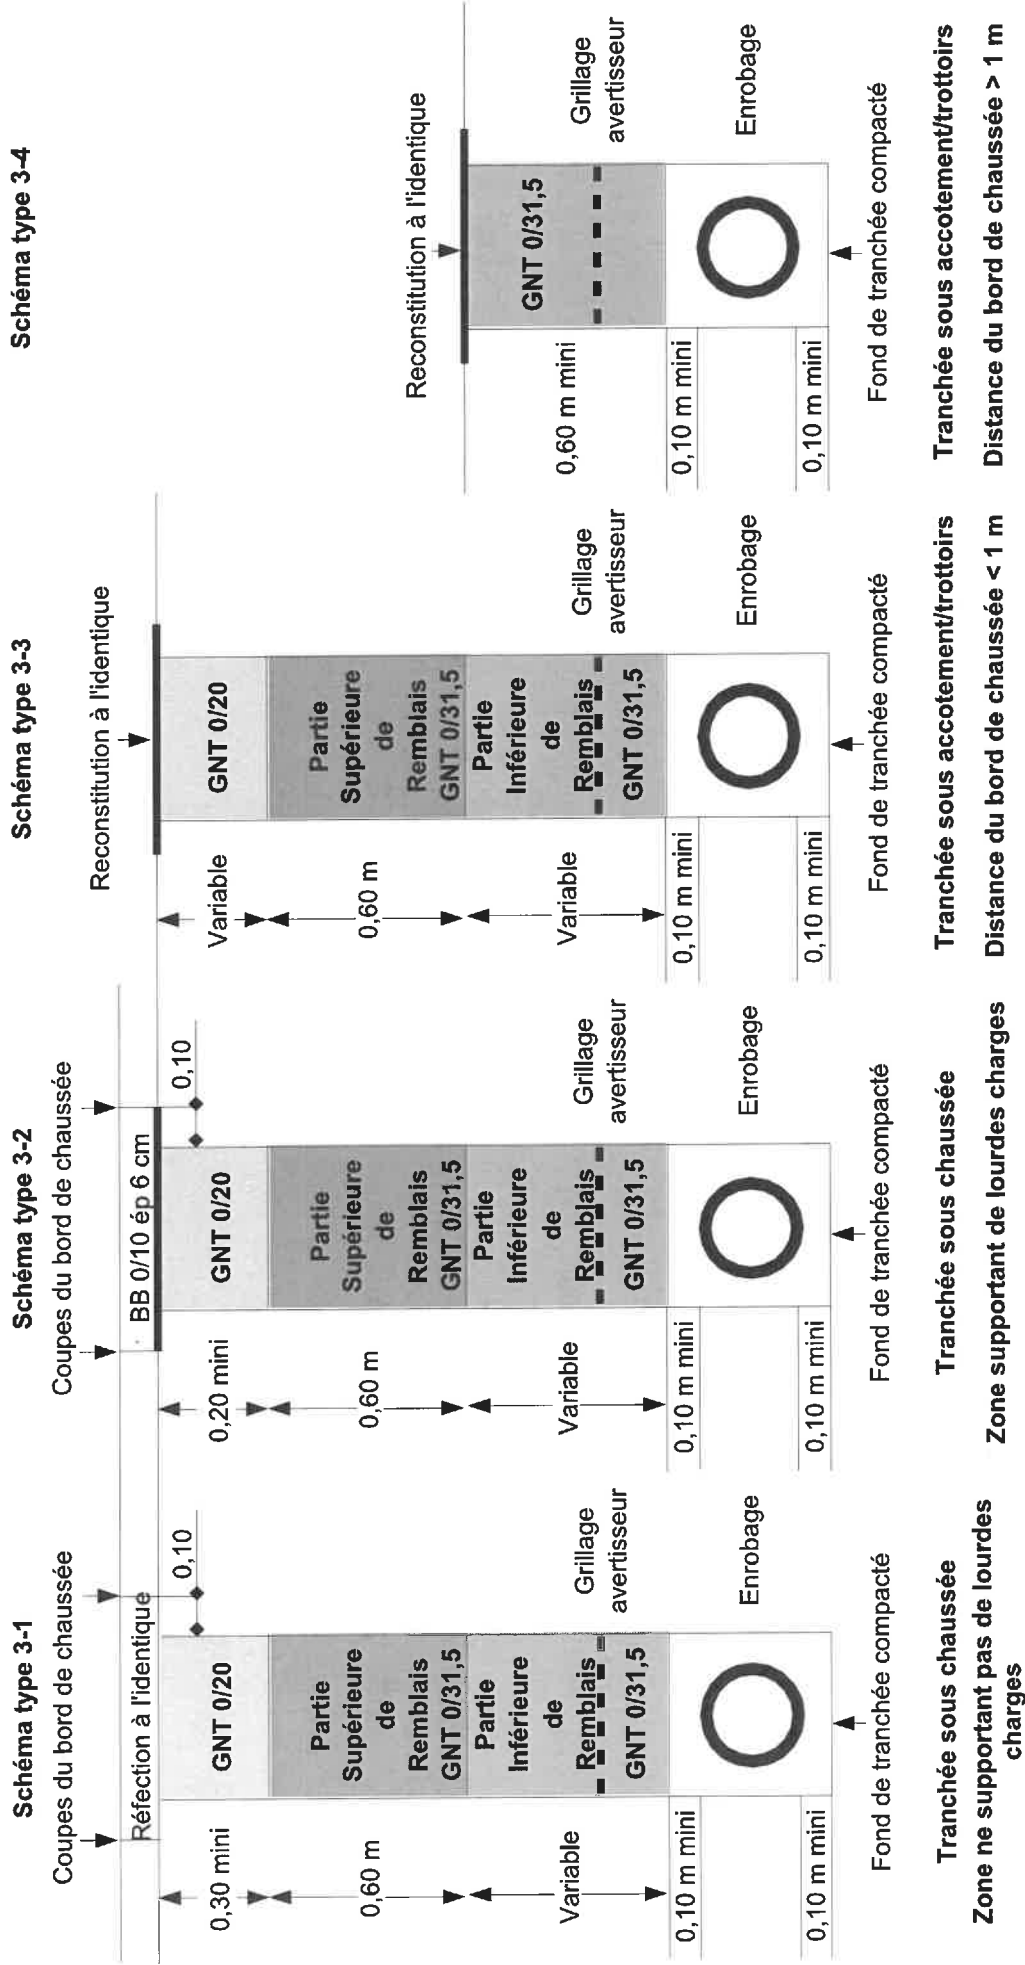 Schéma type 3-1
Coupes du bord de chaussée
Réfection à l'identique
0,10
0,30 mini
GNT 0/20
0,60 m
Partie
Supérieure
de
Remblais
GNT 0/31,5
Variable
Partie
Inférieure
de
Remblais
GNT 0/31,5
Grillage
avertisseur
0,10 m mini
Enrobage
0,10 m mini
Fond de tranchée compacté
Tranchée sous chaussée
Zone ne supportant pas de lourdes
charges
Schéma type 3-2
Coupes du bord de chaussée
BB 0/10 ép 6 cm
0,10
0,20 mini
GNT 0/20
0,60 m
Partie
Supérieure
de
Remblais
GNT 0/31,5
Variable
Partie
Inférieure
de
Remblais
GNT 0/31,5
Grillage
avertisseur
0,10 m mini
Enrobage
0,10 m mini
Fond de tranchée compacté
Tranchée sous chaussée
Zone supportant de lourdes charges
Schéma type 3-3
Reconstitution à l'identique
Variable
GNT 0/20
0,60 m
Partie
Supérieure
de
Remblais
GNT 0/31,5
Variable
Partie
Inférieure
de
Remblais
GNT 0/31,5
Grillage
avertisseur
0,10 m mini
Enrobage
0,10 m mini
Fond de tranchée compacté
Tranchée sous accotement/trottoirs
Distance du bord de chaussée < 1 m
Schéma type 3-4
Reconstitution à l'identique
0,60 m mini
GNT 0/31,5
Grillage
avertisseur
0,10 m mini
Enrobage
0,10 m mini
Fond de tranchée compacté
Tranchée sous accotement/trottoirs
Distance du bord de chaussée > 1 m